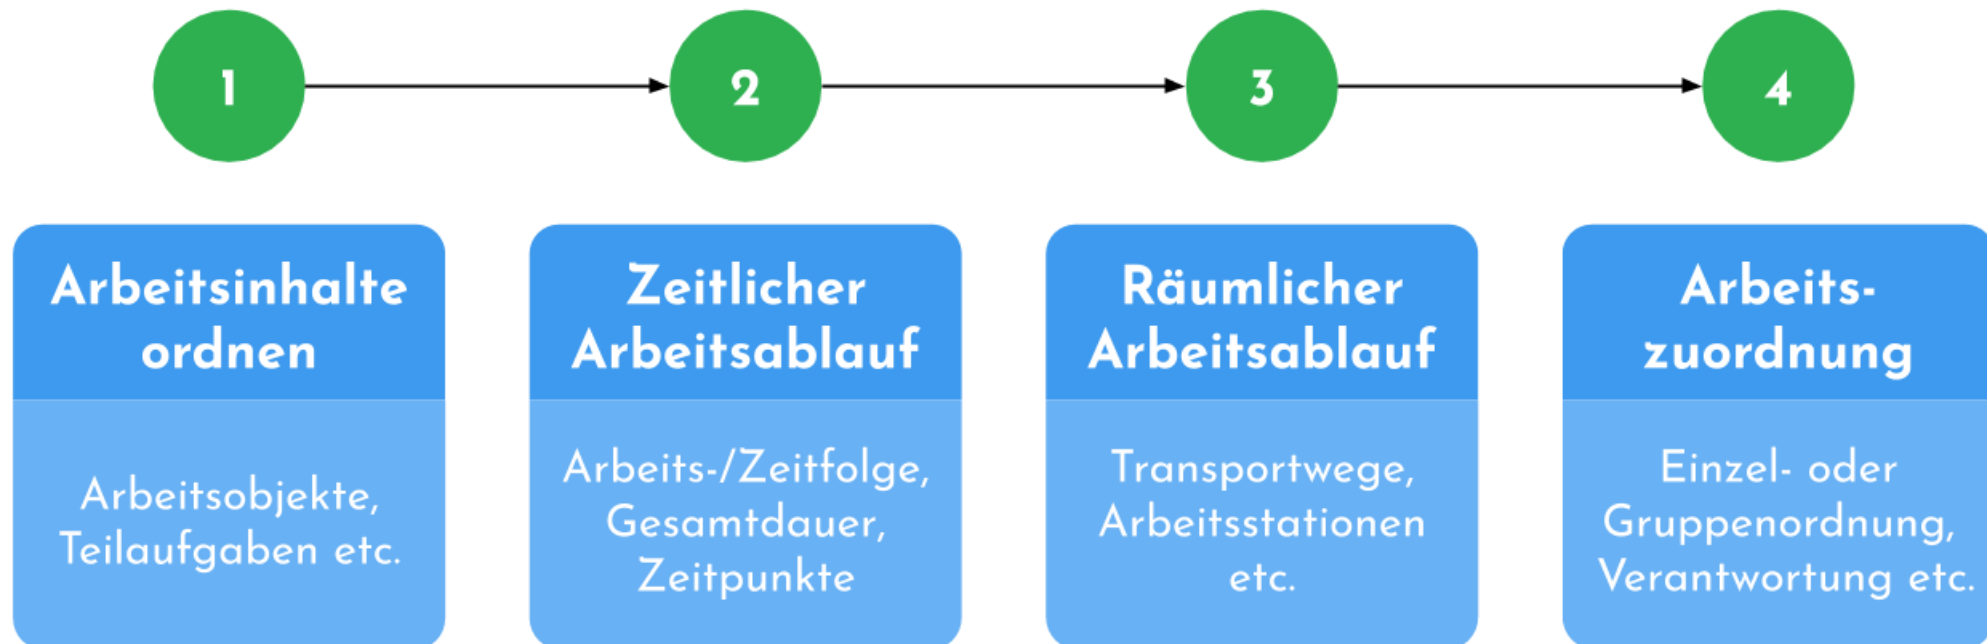 1
2
3
4
Arbeitsinhalte
ordnen
Arbeitsobjekte,
Teilaufgaben etc.
Zeitlicher
Arbeitsablauf
Arbeits-/Zeitfolge,
Gesamtdauer,
Zeitpunkte
Räumlicher
Arbeitsablauf
Transportwege,
Arbeitsstationen
etc.
Arbeits-
zuordnung
Einzel- oder
Gruppenordnung,
Verantwortung etc.